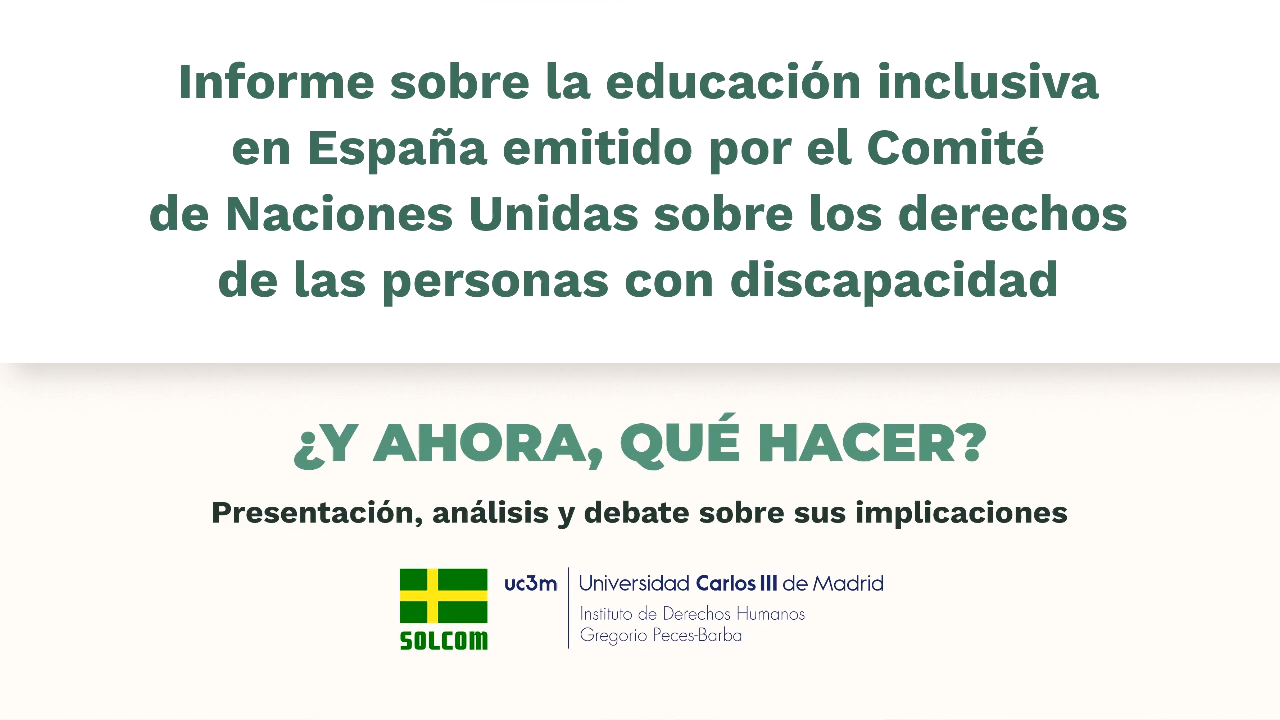 Informe sobre la educación inclusiva
en España emitido por el Comité
de Naciones Unidas sobre los derechos
de las personas con discapacidad
¿Y AHORA, QUÉ HACER?
Presentación, análisis y debate sobre sus implicaciones
SOLCOM
uc3m
Universidad Carlos III de Madrid
Instituto de Derechos Humanos
Gregorio Peces-Barba